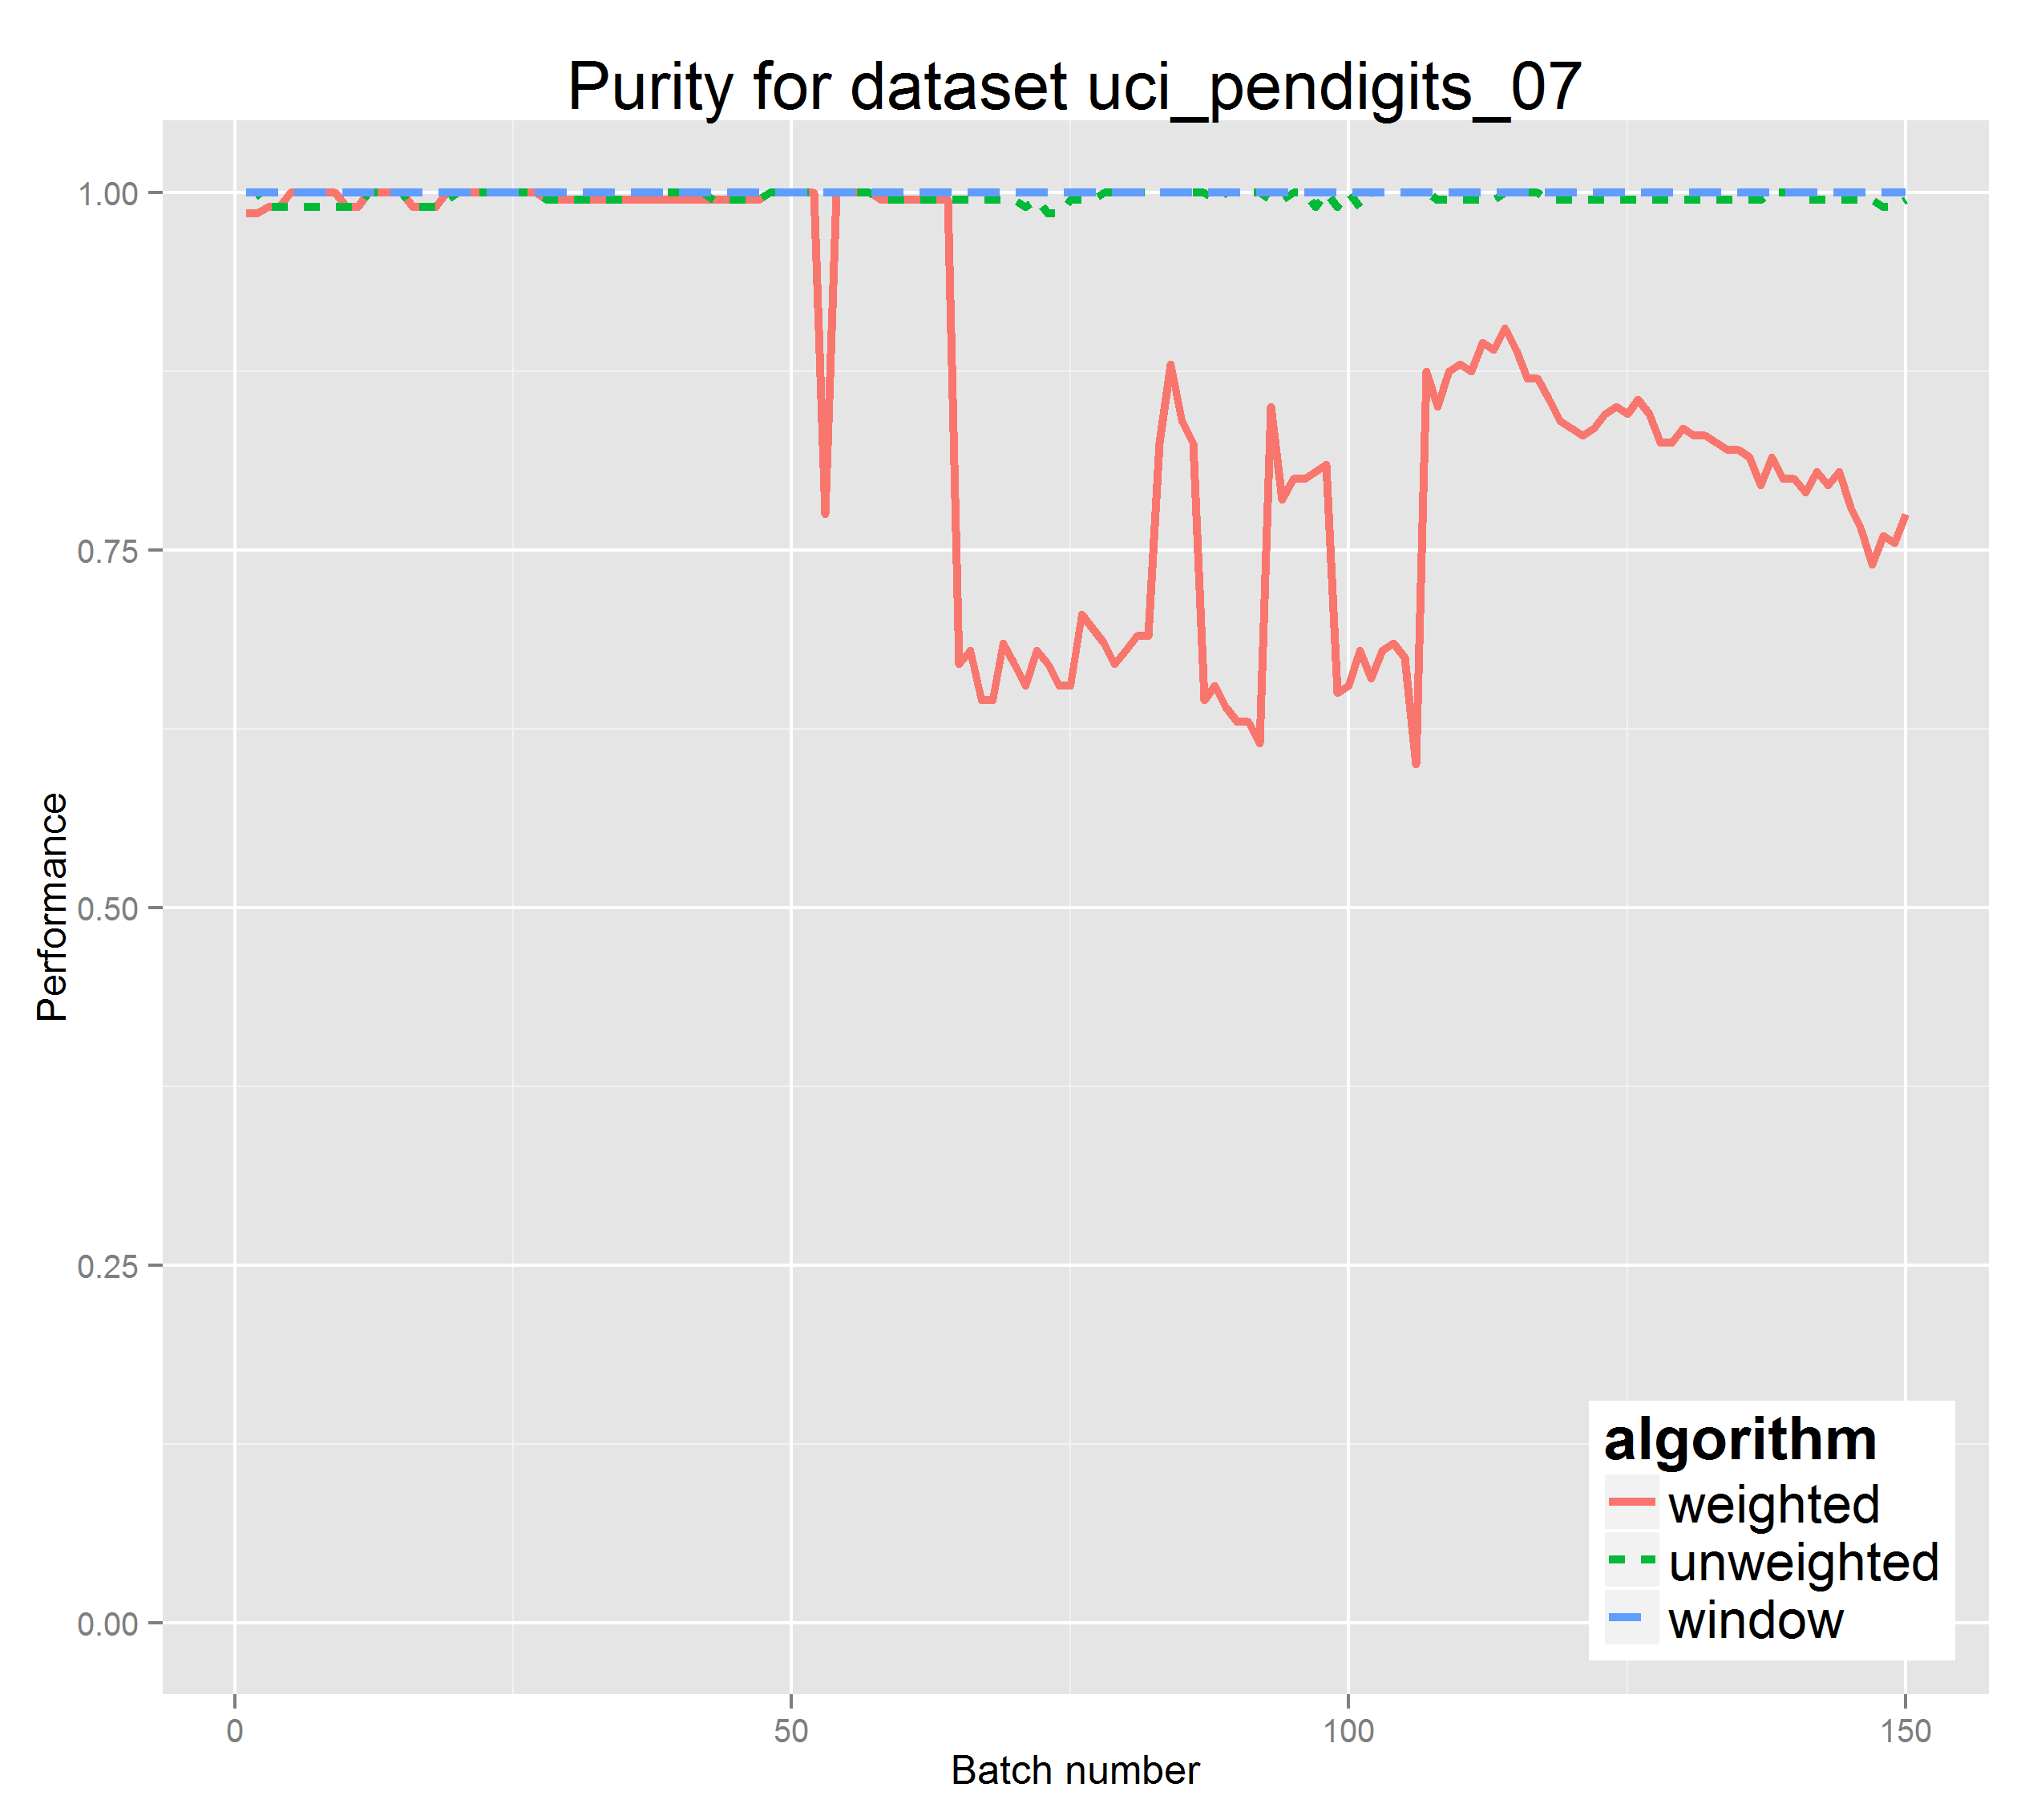 Purity for dataset uci_pendigits_07
1.00
0.75
0.50
0.25
0.00
Performance
0
50
100
150
Batch number
algorithm
weighted
unweighted
window